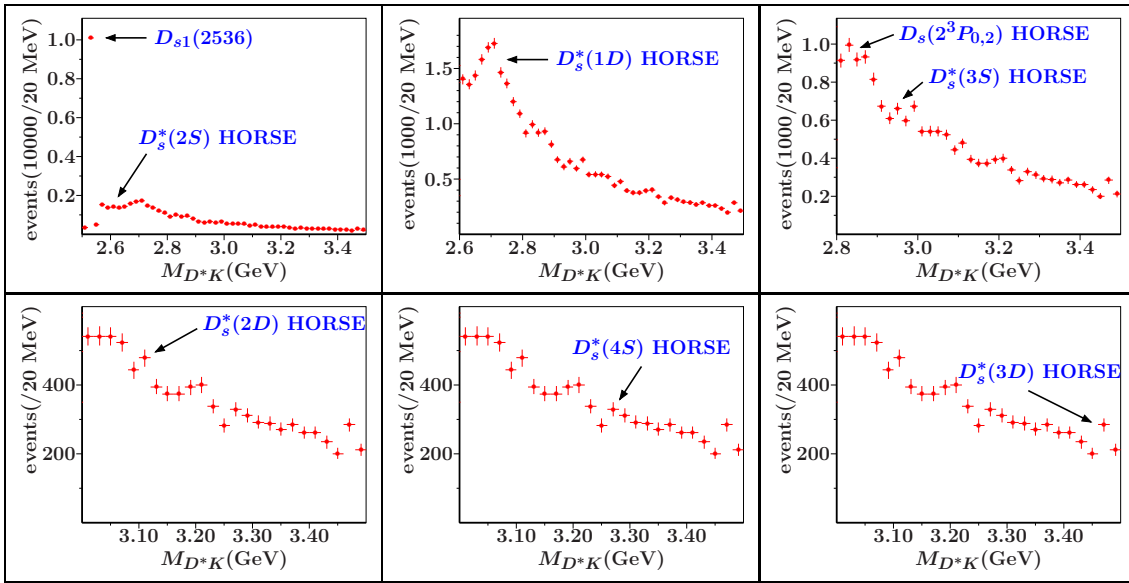 events(10000/20 MeV)
1.0
0.8
0.6
0.4
0.2
D_{s1}(2536)
D_s^*(2S) HORSE
2.6 2.8 3.0 3.2 3.4
M_{D^*K}(GeV)
events(1000/20 MeV)
1.5
1.0
0.5
D_s^*(1D) HORSE
2.6 2.8 3.0 3.2 3.4
M_{D^*K}(GeV)
events(1000/20 MeV)
1.0
0.8
0.6
0.4
0.2
D_s(2^3P_{0,2}) HORSE
D_s^*(3S) HORSE
2.8 3.0 3.2 3.4
M_{D^*K}(GeV)
events(/20 MeV)
400
200
D_s^*(2D) HORSE
3.10 3.20 3.30 3.40
M_{D^*K}(GeV)
events(/20 MeV)
400
200
D_s^*(4S) HORSE
3.10 3.20 3.30 3.40
M_{D^*K}(GeV)
events(/20 MeV)
400
200
D_s^*(3D) HORSE
3.10 3.20 3.30 3.40
M_{D^*K}(GeV)